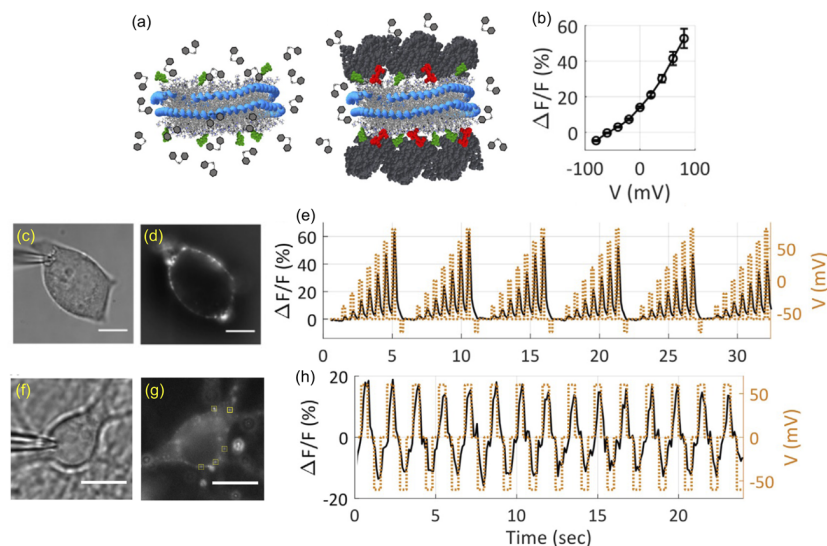 (a)
(b)
60
40
20
0
ΔF/F (%)
-100 0 100
V (mV)
(c)
(d)
(e)
60
40
20
0
ΔF/F (%)
50
0
-50
V (mV)
0 5 10 15 20 25 30
(f)
(g)
(h)
20
0
-20
ΔF/F (%)
50
0
-50
V (mV)
0 5 10 15 20
Time (sec)